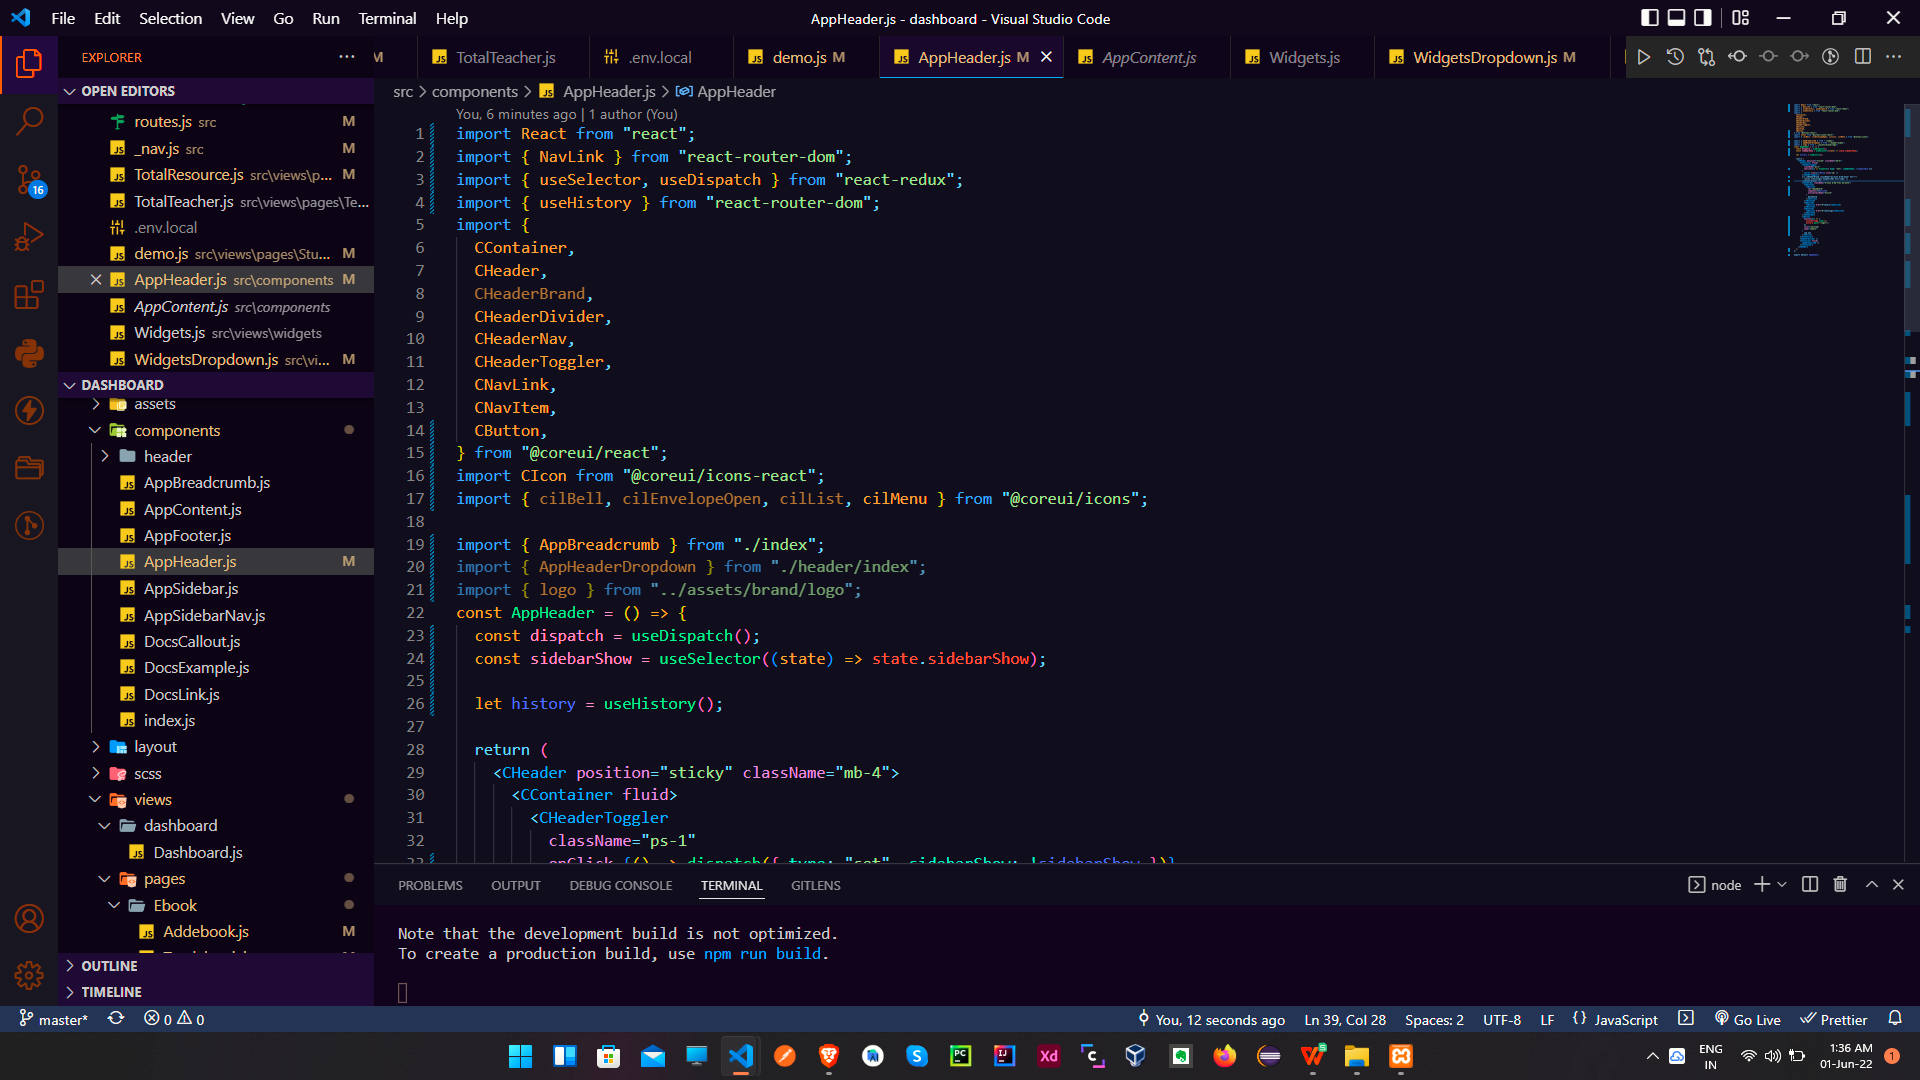 File Edit Selection View Go Run Terminal Help
AppHeader.js - dashboard - Visual Studio Code
EXPLORER
M TotalTeacher.js .env.local demo.js M AppHeader.js M AppContent.js Widgets.js WidgetsDropdown.js M
OPEN EDITORS
routes.js src M
_nav.js src M
TotalResource.js src\views\p... M
TotalTeacher.js src\views\pages\Te...
.env.local
demo.js src\views\pages\Stu... M
AppHeader.js src\components M
AppContent.js src\components
Widgets.js src\views\widgets
WidgetsDropdown.js src\vi... M
DASHBOARD
assets
components
header
AppBreadcrumb.js
AppContent.js
AppFooter.js
AppHeader.js M
AppSidebar.js
AppSidebarNav.js
DocsCallout.js
DocsExample.js
DocsLink.js
index.js
layout
scss
views
dashboard
Dashboard.js
pages
Ebook
Addebook.js M
OUTLINE
TIMELINE
16
src > components > AppHeader.js > AppHeader
You, 6 minutes ago | 1 author (You)
1 import React from "react";
2 import { NavLink } from "react-router-dom";
3 import { useSelector, useDispatch } from "react-redux";
4 import { useHistory } from "react-router-dom";
5 import {
6 CContainer,
7 CHeader,
8 CHeaderBrand,
9 CHeaderDivider,
10 CHeaderNav,
11 CHeaderToggler,
12 CNavLink,
13 CNavItem,
14 CButton,
15 } from "@coreui/react";
16 import CIcon from "@coreui/icons-react";
17 import { cilBell, cilEnvelopeOpen, cilList, cilMenu } from "@coreui/icons";
18
19 import { AppBreadcrumb } from "./index";
20 import { AppHeaderDropdown } from "./header/index";
21 import { logo } from "../assets/brand/logo";
22 const AppHeader = () => {
23 const dispatch = useDispatch();
24 const sidebarShow = useSelector((state) => state.sidebarShow);
25
26 let history = useHistory();
27
28 return (
29 <CHeader position="sticky" className="mb-4">
30 <CContainer fluid>
31 <CHeaderToggler
32 className="ps-1"
33 onClick={() => dispatch({ type: "set", sidebarShow: !sidebarShow })}
PROBLEMS OUTPUT DEBUG CONSOLE TERMINAL GITLENS
node
Note that the development build is not optimized.
To create a production build, use npm run build.
master* 0 0
You, 12 seconds ago Ln 39, Col 28 Spaces: 2 UTF-8 LF {} JavaScript Go Live Prettier
PC IJ Xd C
ENG
IN
1:36 AM
01-Jun-22
1